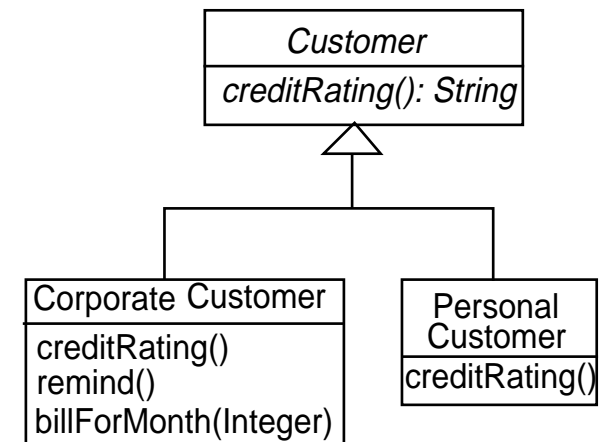 Customer
creditRating(): String
Corporate Customer
creditRating()
remind()
billForMonth(Integer)
Personal
Customer
creditRating()